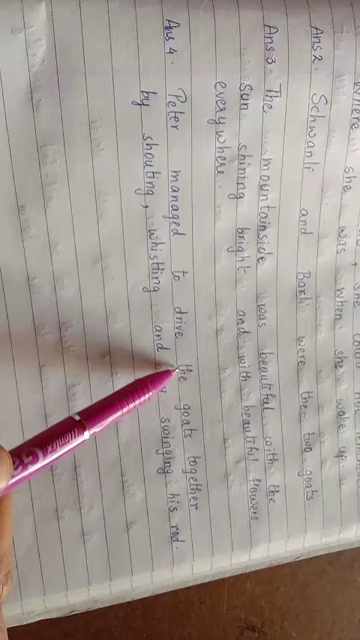 where she was when she woke up
Ans 2. Schwanli and Barli were the two goats
Ans 3. The mountainside was beautiful with the
sun shining bright and with beautiful flowers
everywhere.
Ans 4. Peter managed to drive the goats together
by shouting, whistling and swinging his rod.
montex